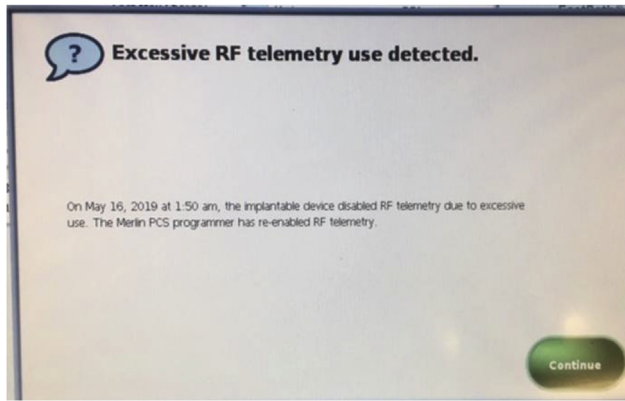 ?
Excessive RF telemetry use detected.
On May 16, 2019 at 1:50 am, the implantable device disabled RF telemetry due to excessive
use. The Merlin PCS programmer has re-enabled RF telemetry.
Continue